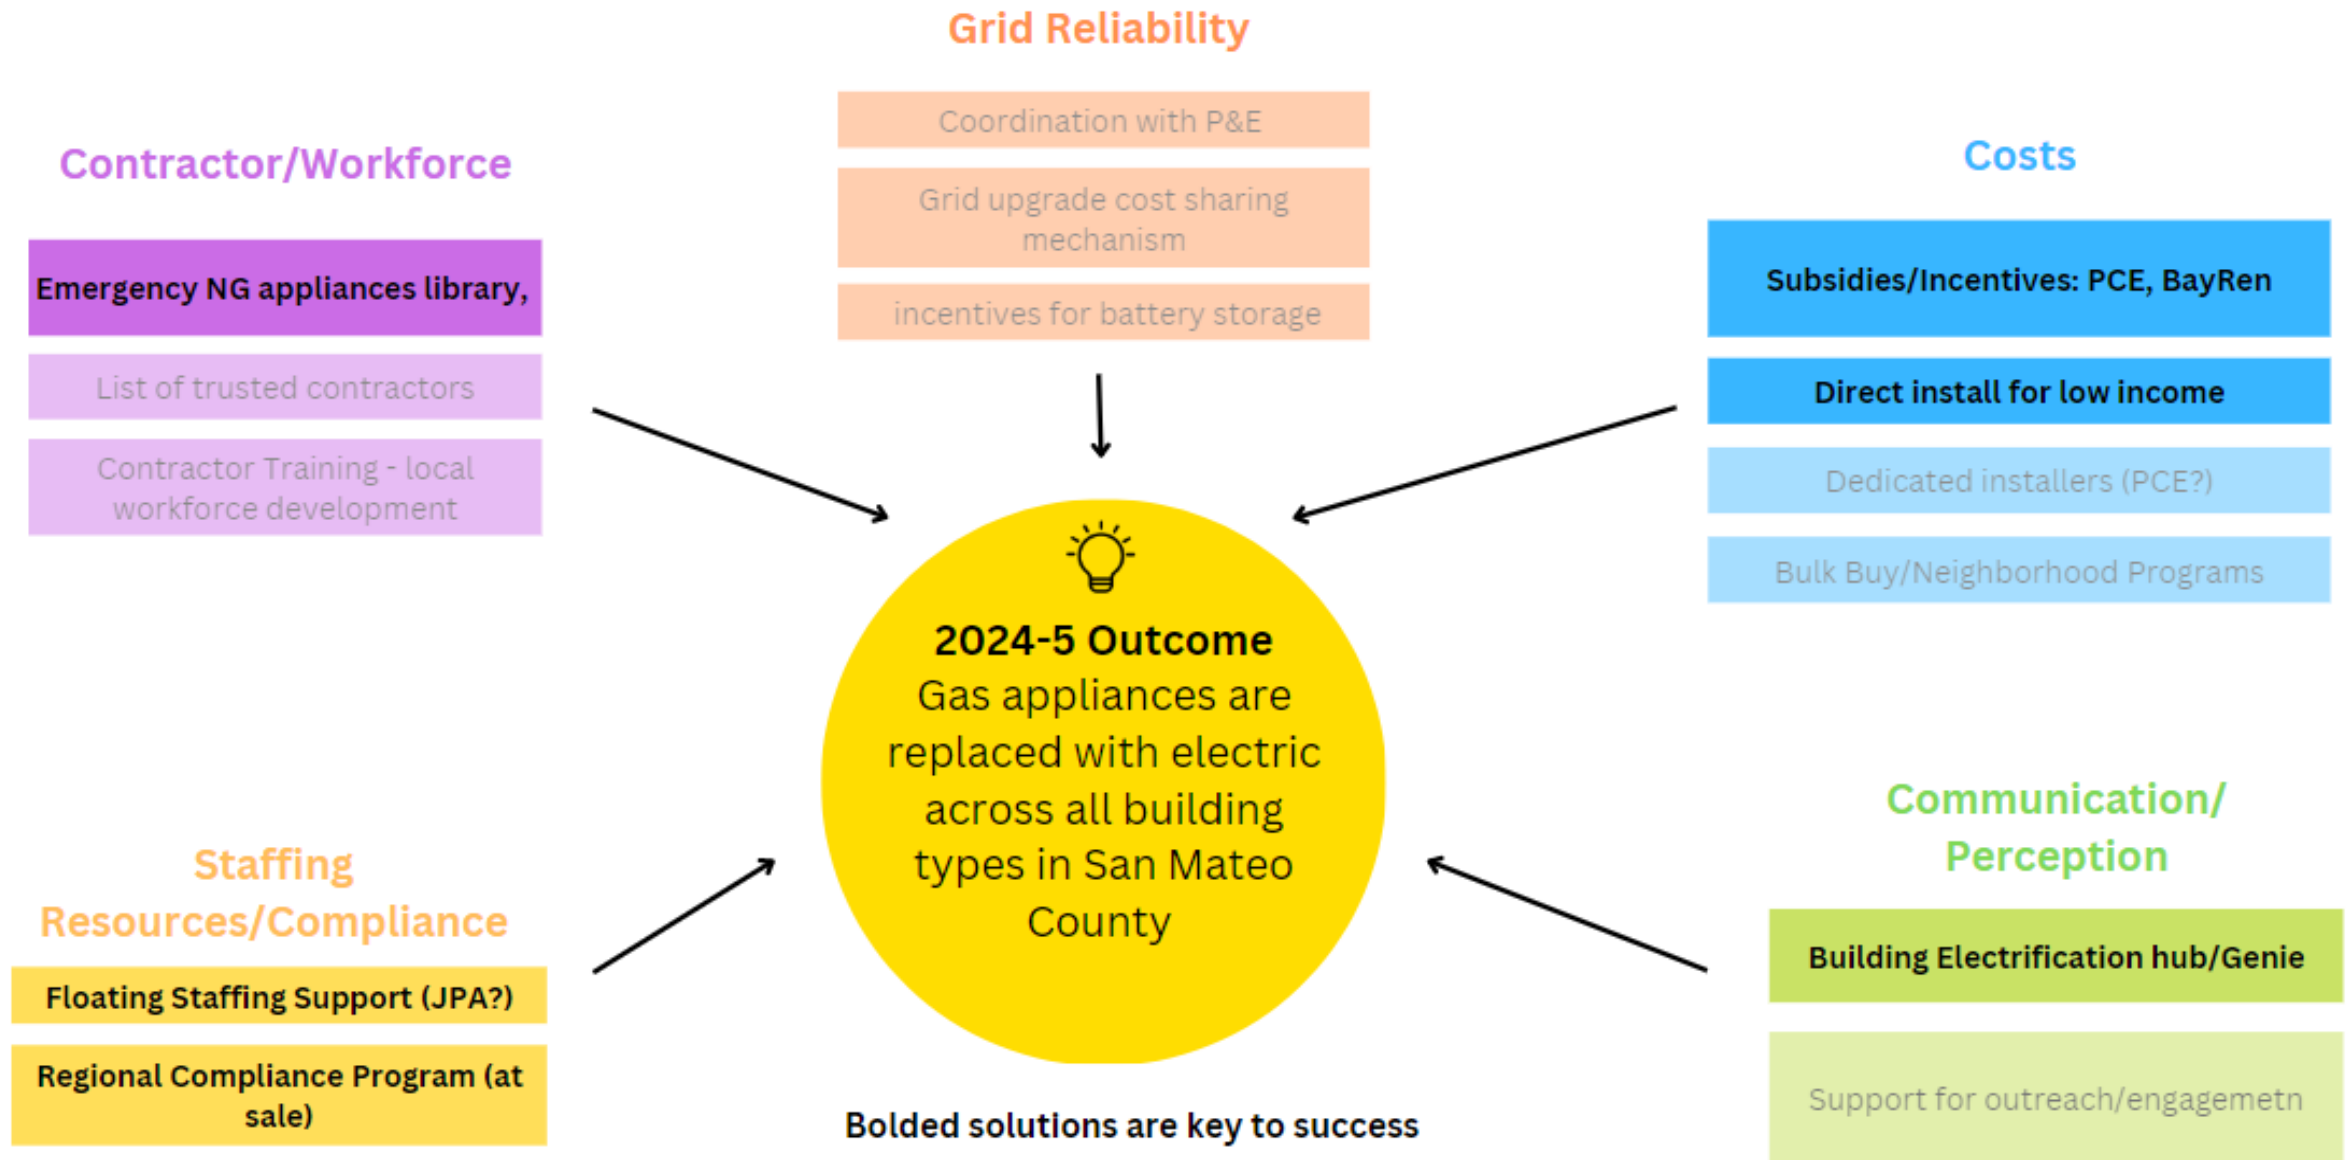 Grid Reliability
Coordination with P&E
Grid upgrade cost sharing
mechanism
incentives for battery storage
Contractor/Workforce
Emergency NG appliances library,
List of trusted contractors
Contractor Training - local
workforce development
Costs
Subsidies/Incentives: PCE, BayRen
Direct install for low income
Dedicated installers (PCE?)
Bulk Buy/Neighborhood Programs
2024-5 Outcome
Gas appliances are
replaced with electric
across all building
types in San Mateo
County
Staffing
Resources/Compliance
Floating Staffing Support (JPA?)
Regional Compliance Program (at
sale)
Communication/
Perception
Building Electrification hub/Genie
Support for outreach/engagemetn
Bolded solutions are key to success